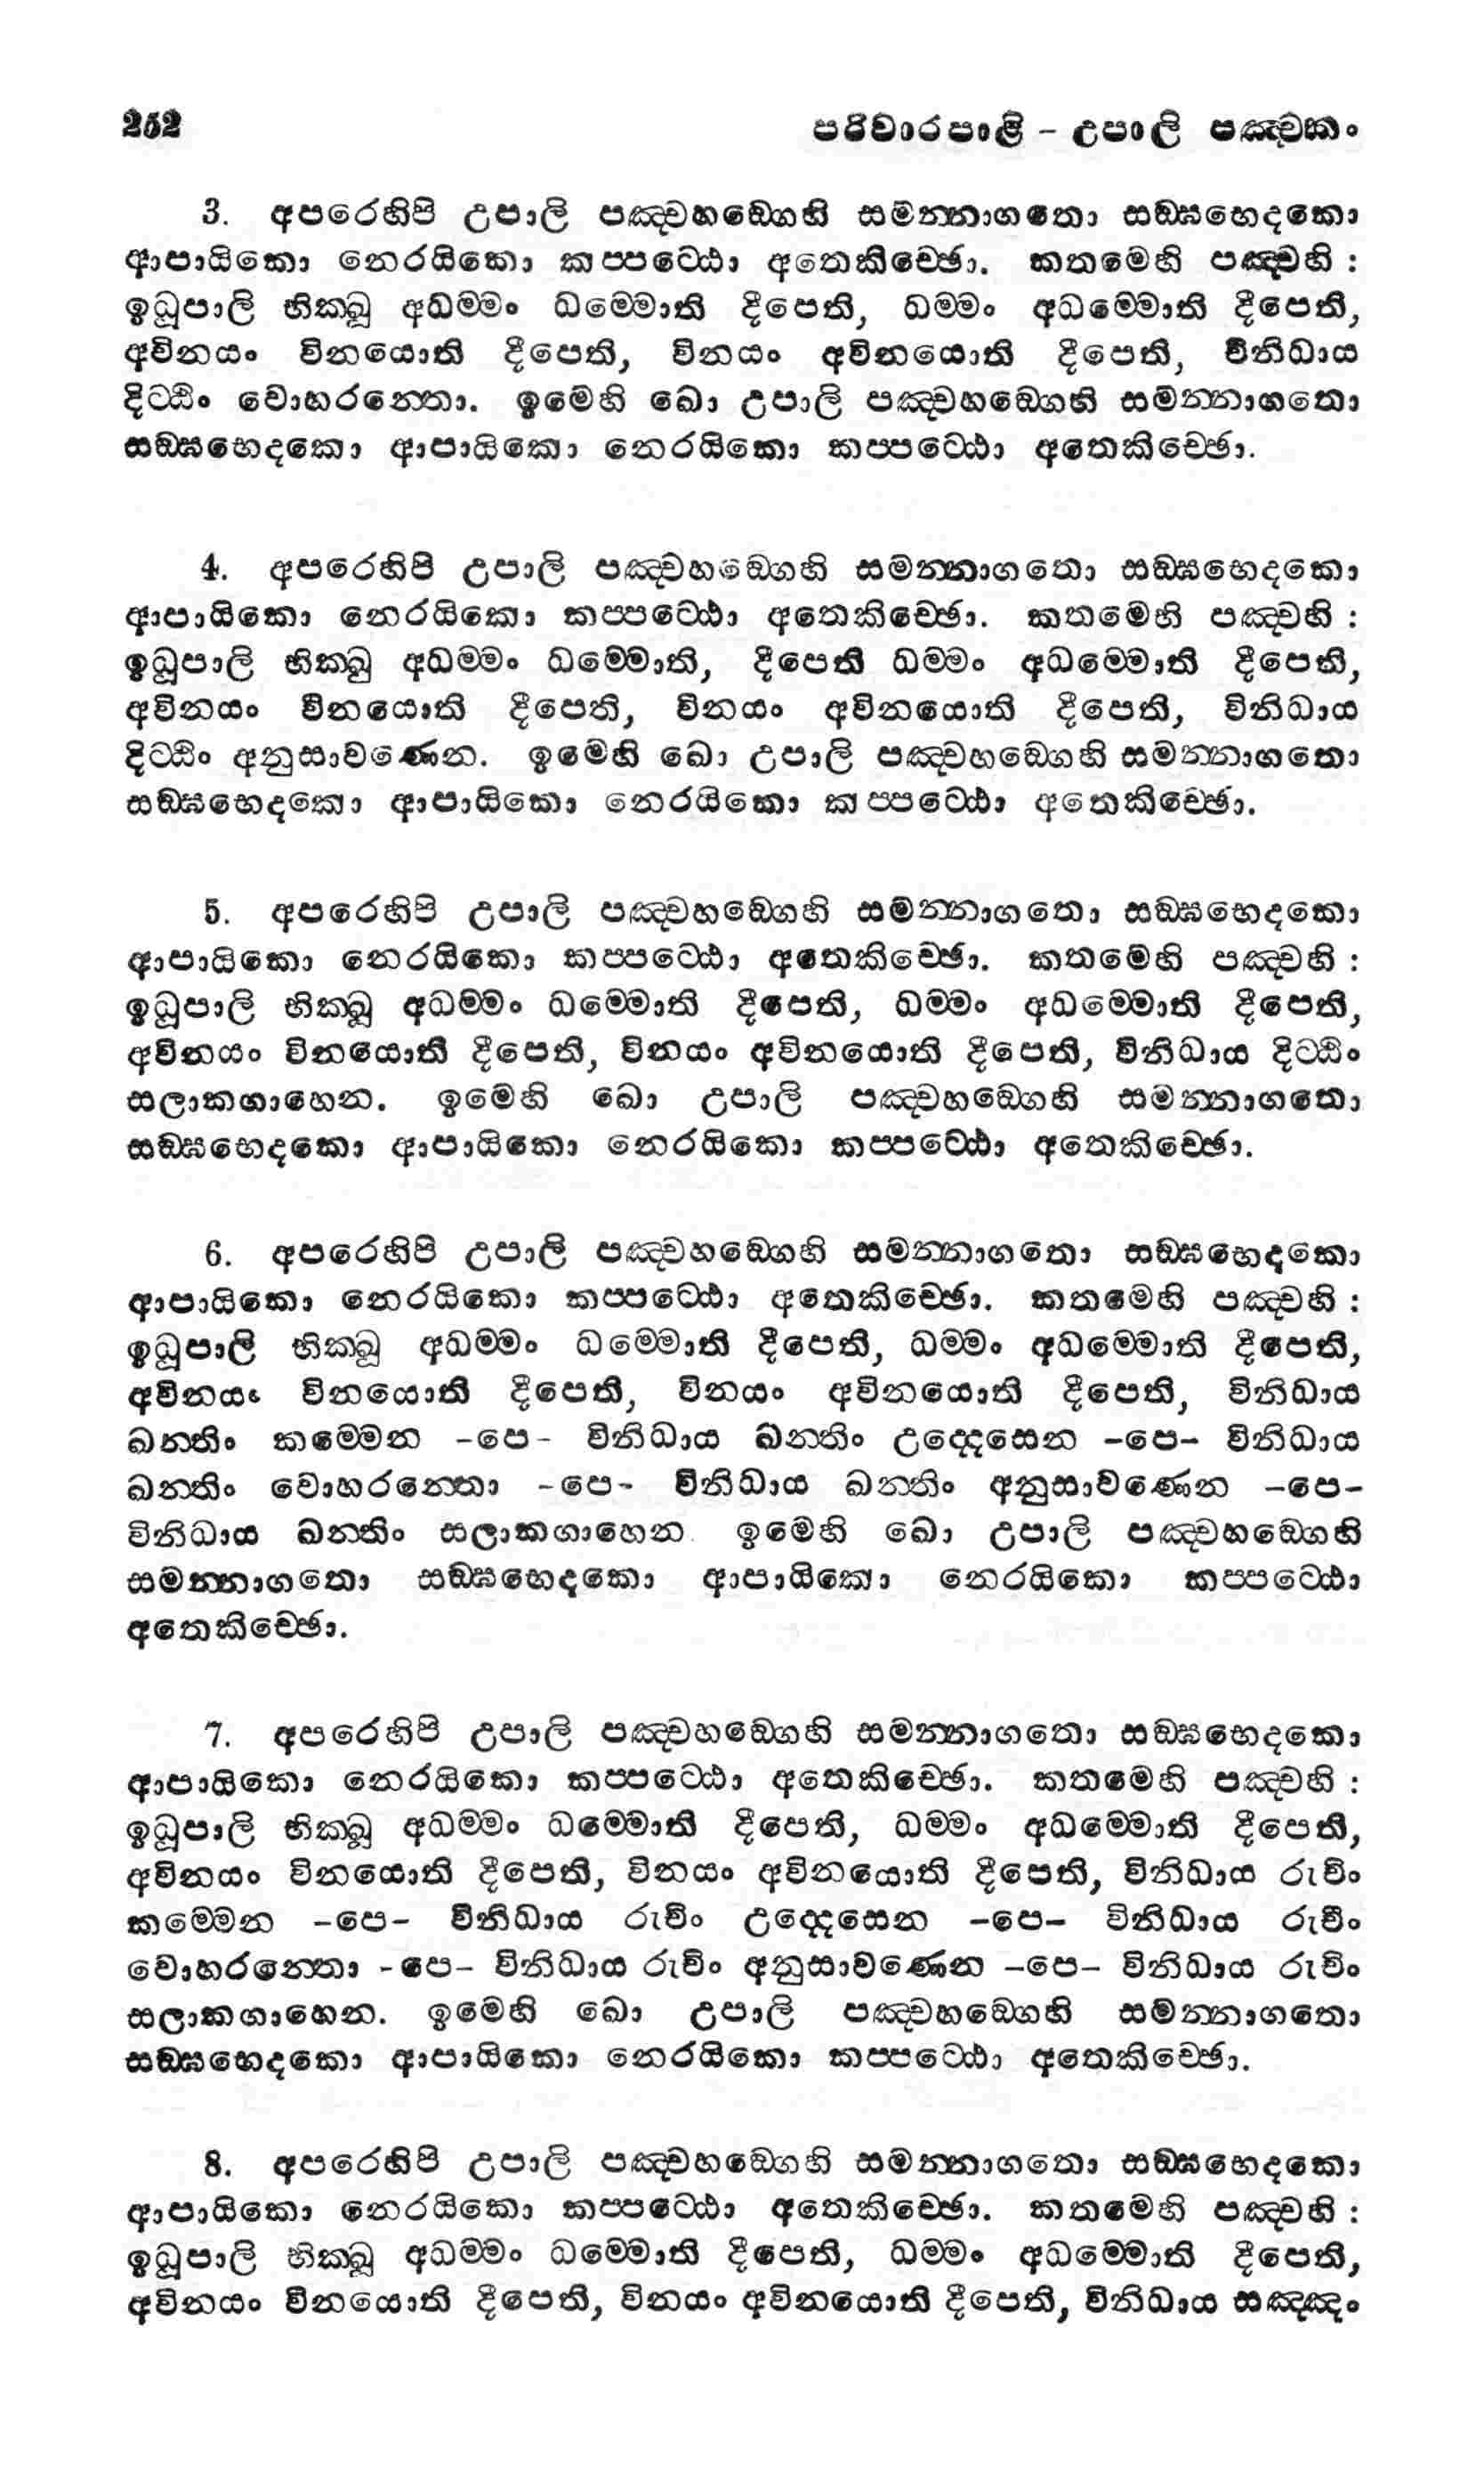 252 පරිවාරපාළි - උපාලි පඤ්චකං
3. අපරෙහිපි උපාලි පඤ්චහඞ්ගෙහි සමන්නාගතො සඞ්ඝභෙදකො
ආපායිකො නෙරයිකො කප්පට්ඨො අතෙකිච්ඡො. කතමෙහි පඤ්චහි :
ඉධූපාලි භික්ඛු අධම්මං ධම්මොති දීපෙති, ධම්මං අධම්මොති දීපෙති,
අවිනයං විනයොති දීපෙති, විනයං අවිනයොති දීපෙති, විනිධාය
දිට්ඨිං වොහරන්තො. ඉමෙහි ඛො උපාලි පඤ්චහඞ්ගෙහි සමන්නාගතො
සඞ්ඝභෙදකො ආපායිකො නෙරයිකො කප්පට්ඨො අතෙකිච්ඡො.
4. අපරෙහිපි උපාලි පඤ්චහඞ්ගෙහි සමන්නාගතො සඞ්ඝභෙදකො
ආපායිකො නෙරයිකො කප්පට්ඨො අතෙකිච්ඡො. කතමෙහි පඤ්චහි :
ඉධූපාලි භික්ඛු අධම්මං ධම්මොති, දීපෙති ධම්මං අධම්මොති දීපෙති,
අවිනයං විනයොති දීපෙති, විනයං අවිනයොති දීපෙති, විනිධාය
දිට්ඨිං අනුසාවණෙන. ඉමෙහි ඛො උපාලි පඤ්චහඞ්ගෙහි සමන්නාගතො
සඞ්ඝභෙදකො ආපායිකො නෙරයිකො කප්පට්ඨො අතෙකිච්ඡො.
5. අපරෙහිපි උපාලි පඤ්චහඞ්ගෙහි සමන්නාගතො සඞ්ඝභෙදකො
ආපායිකො නෙරයිකො කප්පට්ඨො අතෙකිච්ඡො. කතමෙහි පඤ්චහි :
ඉධූපාලි භික්ඛු අධම්මං ධම්මොති දීපෙති, ධම්මං අධම්මොති දීපෙති,
අවිනයං විනයොති දීපෙති, විනයං අවිනයොති දීපෙති, විනිධාය දිට්ඨිං
සලාකගාහෙන. ඉමෙහි ඛො උපාලි පඤ්චහඞ්ගෙහි සමන්නාගතො
සඞ්ඝභෙදකො ආපායිකො නෙරයිකො කප්පට්ඨො අතෙකිච්ඡො.
6. අපරෙහිපි උපාලි පඤ්චහඞ්ගෙහි සමන්නාගතො සඞ්ඝභෙදකො
ආපායිකො නෙරයිකො කප්පට්ඨො අතෙකිච්ඡො. කතමෙහි පඤ්චහි :
ඉධූපාලි භික්ඛු අධම්මං ධම්මොති දීපෙති, ධම්මං අධම්මොති දීපෙති,
අවිනයං විනයොති දීපෙති, විනයං අවිනයොති දීපෙති, විනිධාය
ඛන්තිං කම්මෙන -පෙ- විනිධාය ඛන්තිං උද්දෙසෙන -පෙ- විනිධාය
ඛන්තිං වොහරන්තො -පෙ- විනිධාය ඛන්තිං අනුසාවණෙන -පෙ-
විනිධාය ඛන්තිං සලාකගාහෙන. ඉමෙහි ඛො උපාලි පඤ්චහඞ්ගෙහි
සමන්නාගතො සඞ්ඝභෙදකො ආපායිකො නෙරයිකො කප්පට්ඨො
අතෙකිච්ඡො.
7. අපරෙහිපි උපාලි පඤ්චහඞ්ගෙහි සමන්නාගතො සඞ්ඝභෙදකො
ආපායිකො නෙරයිකො කප්පට්ඨො අතෙකිච්ඡො. කතමෙහි පඤ්චහි :
ඉධූපාලි භික්ඛු අධම්මං ධම්මොති දීපෙති, ධම්මං අධම්මොති දීපෙති,
අවිනයං විනයොති දීපෙති, විනයං අවිනයොති දීපෙති, විනිධාය රුචිං
කම්මෙන -පෙ- විනිධාය රුචිං උද්දෙසෙන -පෙ- විනිධාය රුචිං
වොහරන්තො -පෙ- විනිධාය රුචිං අනුසාවණෙන -පෙ- විනිධාය රුචිං
සලාකගාහෙන. ඉමෙහි ඛො උපාලි පඤ්චහඞ්ගෙහි සමන්නාගතො
සඞ්ඝභෙදකො ආපායිකො නෙරයිකො කප්පට්ඨො අතෙකිච්ඡො.
8. අපරෙහිපි උපාලි පඤ්චහඞ්ගෙහි සමන්නාගතො සඞ්ඝභෙදකො
ආපායිකො නෙරයිකො කප්පට්ඨො අතෙකිච්ඡො. කතමෙහි පඤ්චහි :
ඉධූපාලි භික්ඛු අධම්මං ධම්මොති දීපෙති, ධම්මං අධම්මොති දීපෙති,
අවිනයං විනයොති දීපෙති, විනයං අවිනයොති දීපෙති, විනිධාය සඤ්ඤං